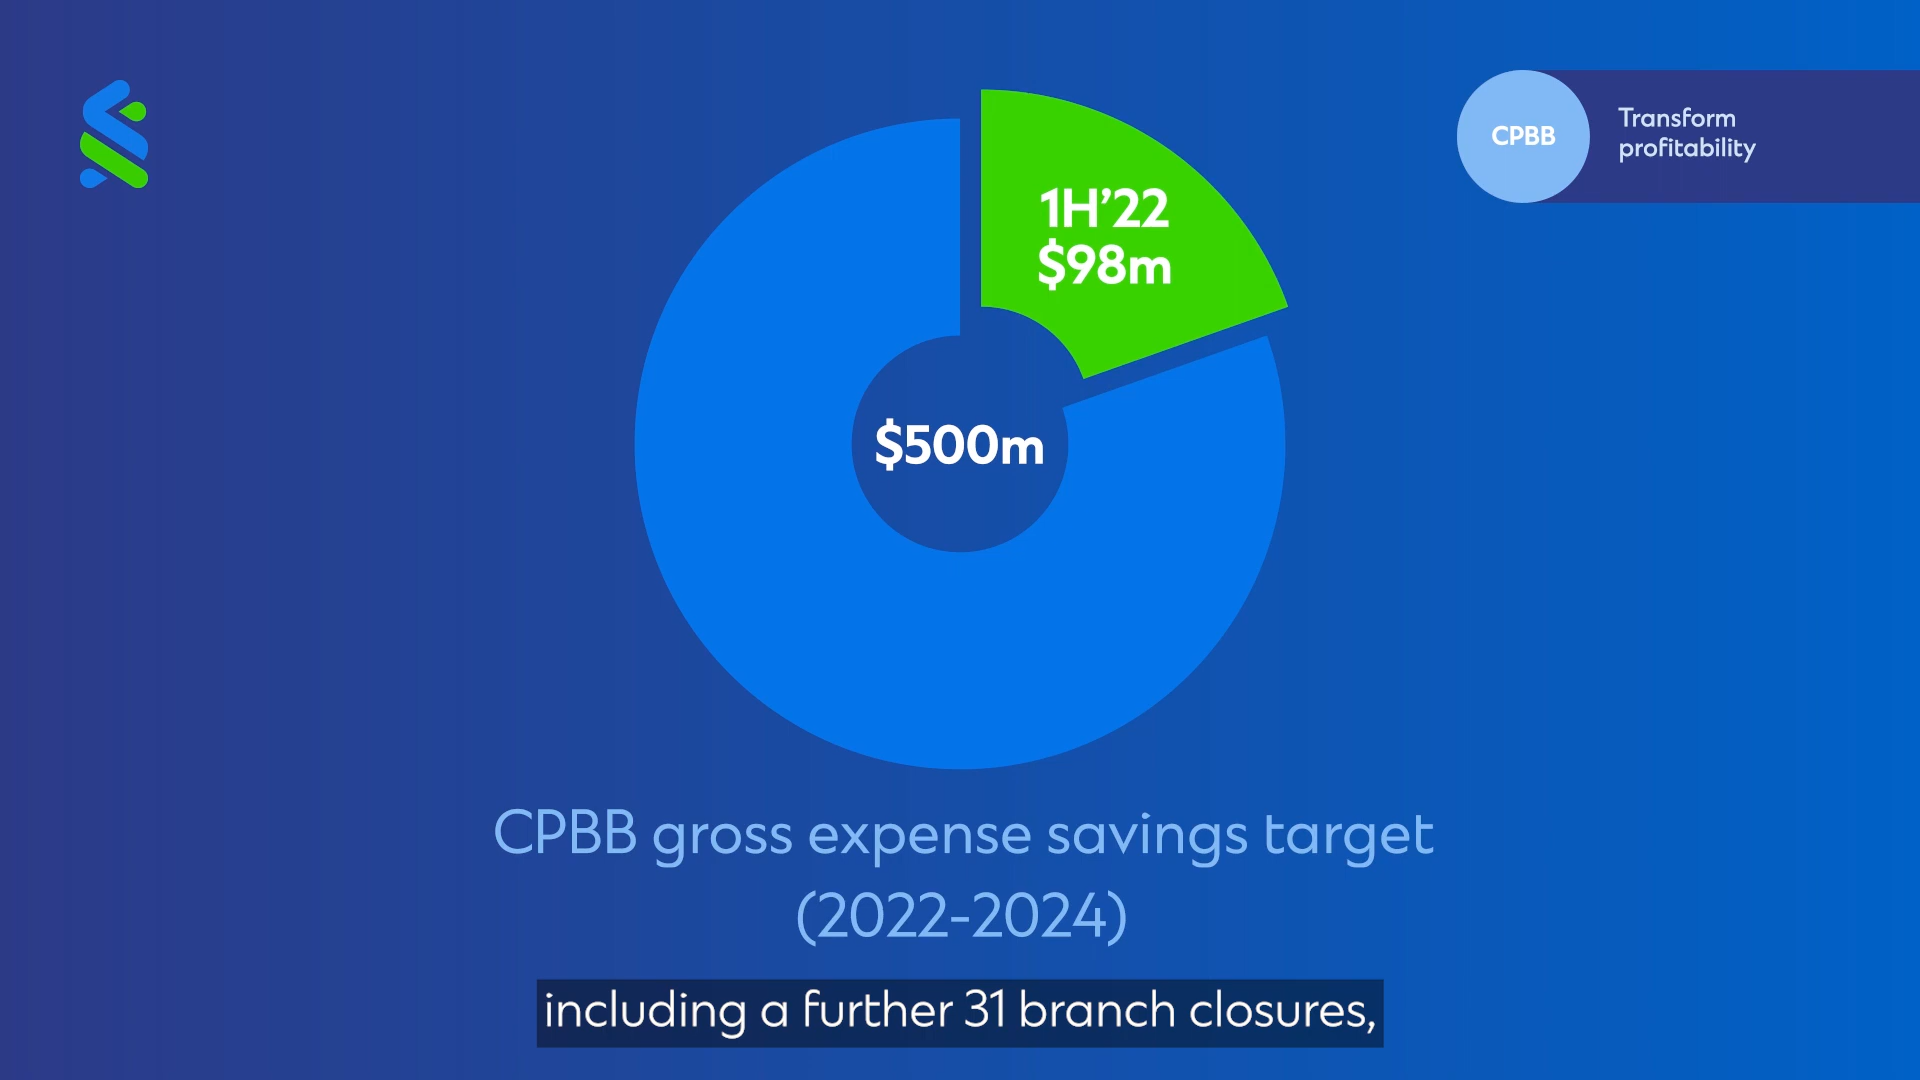 CPBB
Transform
profitability
1H’22
$98m
$500m
CPBB gross expense savings target
(2022-2024)
including a further 31 branch closures,